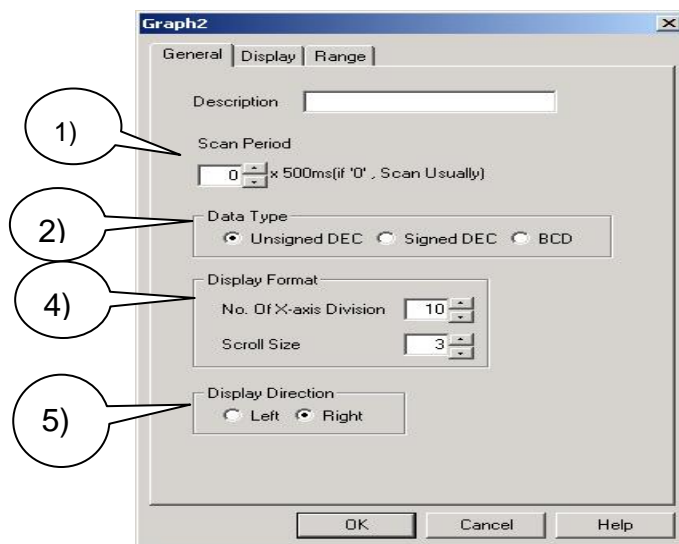 Graph2
General Display Range
Description
1)
Scan Period
0 x 500ms(if '0' , Scan Usually)
2)
Data Type
Unsigned DEC Signed DEC BCD
4)
Display Format
No. Of X-axis Division 10
Scroll Size 3
5)
Display Direction
Left Right
OK Cancel Help